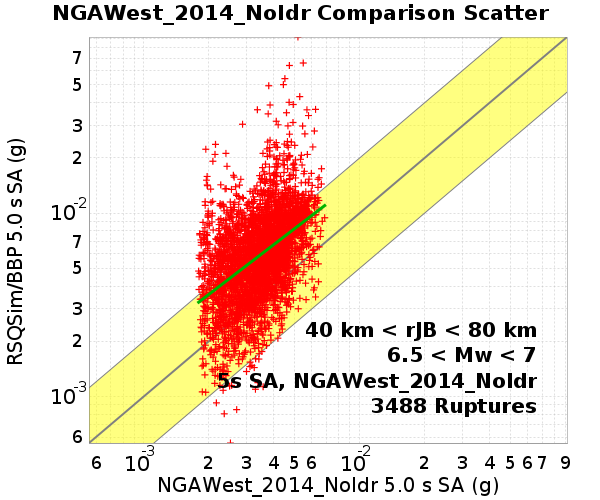 NGAWest_2014_NoIdr Comparison Scatter
RSQSim/BBP 5.0 s SA (g)
7
5
3
2
10-2
7
5
3
2
10-3
6
40 km < rJB < 80 km
6.5 < Mw < 7
5s SA, NGAWest_2014_NoIdr
3488 Ruptures
6 10-3 2 3 4 5 6 10-2 2 3 4 5 6 7 9
NGAWest_2014_NoIdr 5.0 s SA (g)